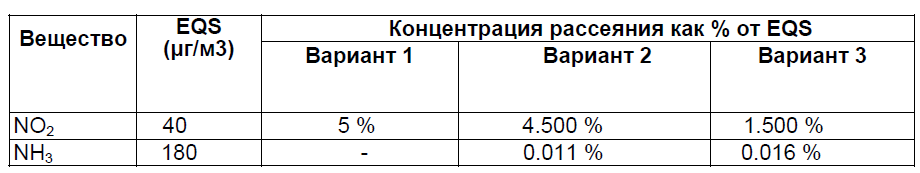 Вещество EQS (µг/м3) Концентрация рассеяния как % от EQS
Вариант 1 Вариант 2 Вариант 3
NO₂ 40 5 % 4.500 % 1.500 %
NH₃ 180 - 0.011 % 0.016 %